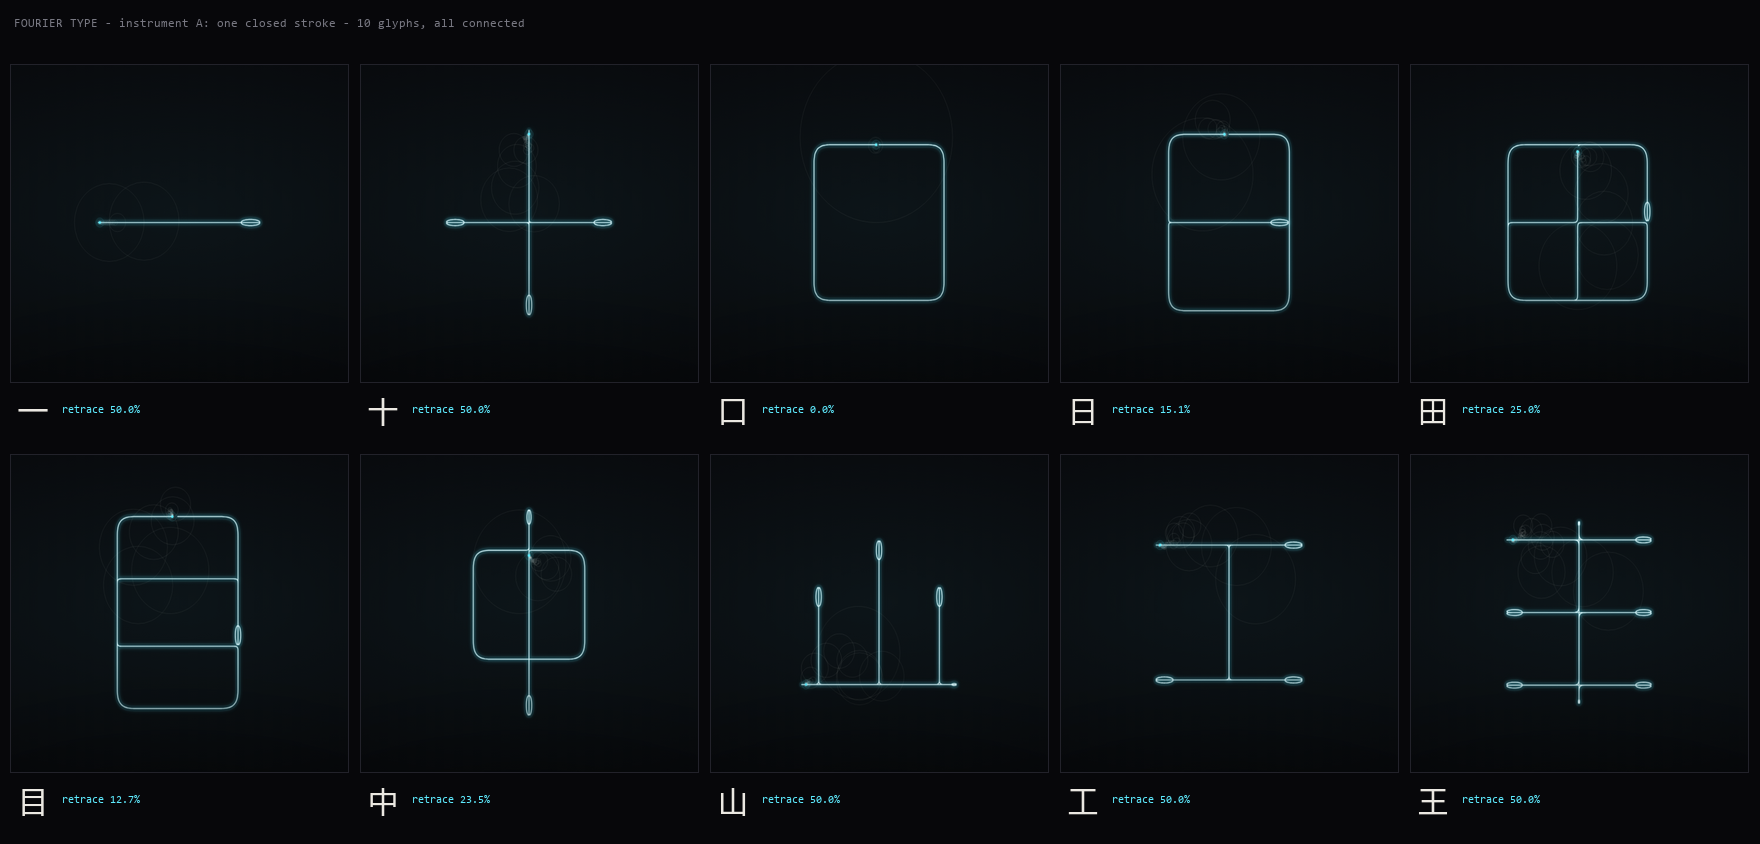 FOURIER TYPE - instrument A: one closed stroke - 10 glyphs, all connected
一 retrace 50.0%
十 retrace 50.0%
口 retrace 0.0%
日 retrace 15.1%
田 retrace 25.0%
目 retrace 12.7%
中 retrace 23.5%
山 retrace 50.0%
工 retrace 50.0%
王 retrace 50.0%